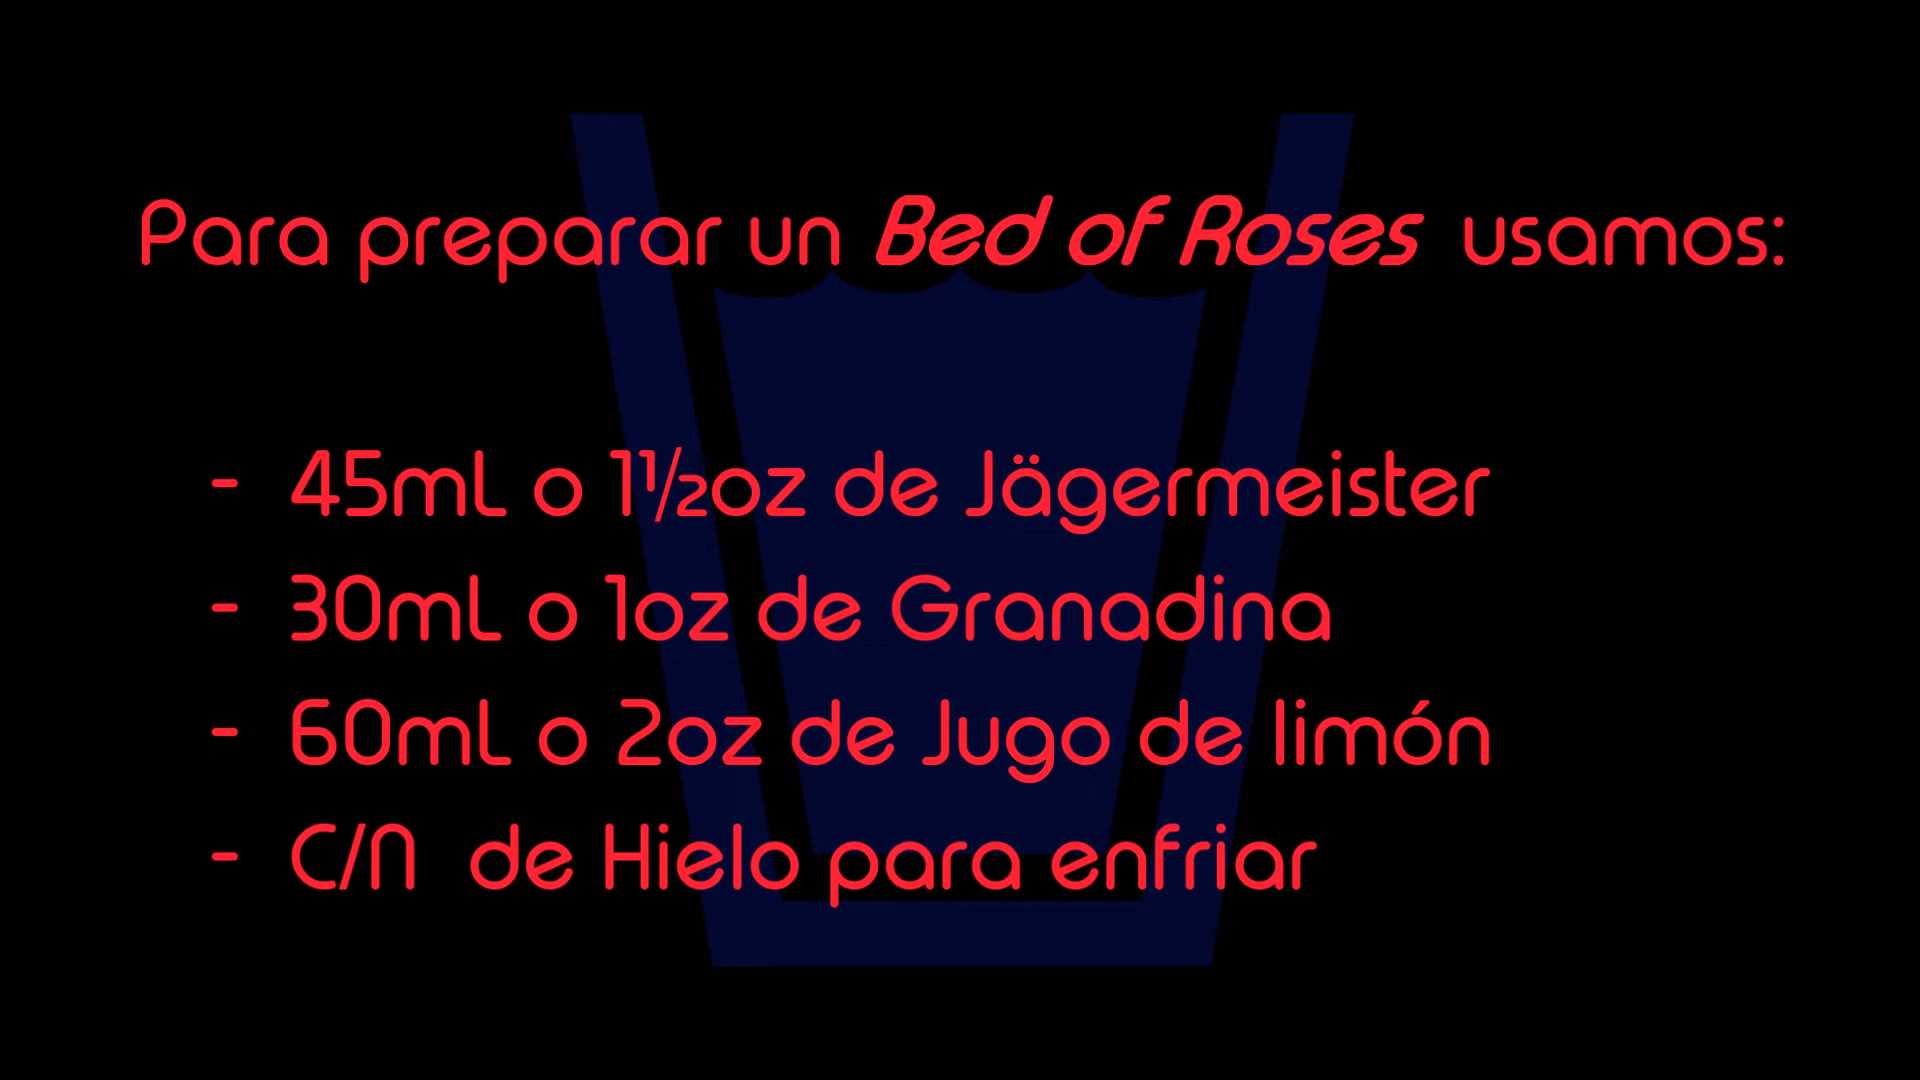 Para preparar un Bed of Roses usamos:
- 45mL o 1½oz de Jägermeister
- 30mL o 1oz de Granadina
- 60mL o 2oz de Jugo de limón
- C/N de Hielo para enfriar